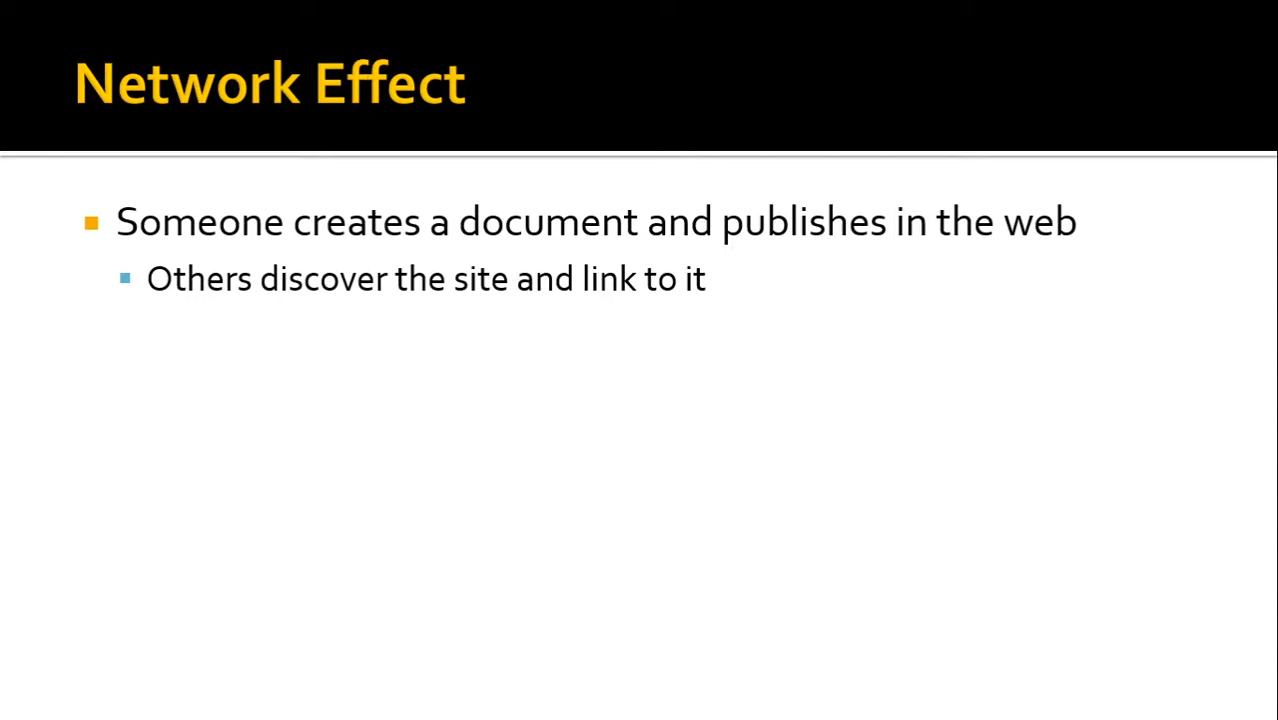 Network Effect
Someone creates a document and publishes in the web
Others discover the site and link to it